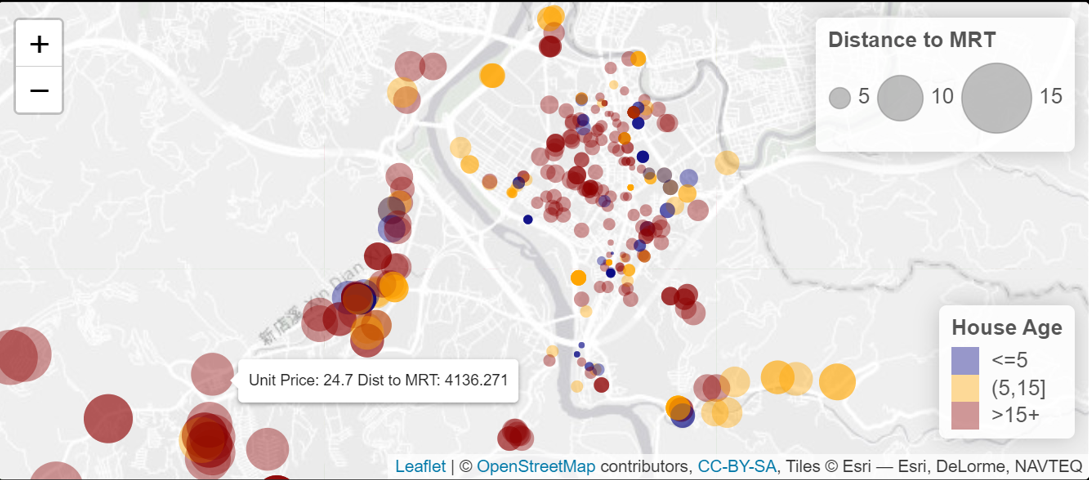 +
−
Distance to MRT
5 10 15
新店溪 Xin Dian
Unit Price: 24.7 Dist to MRT: 4136.271
House Age
<=5
(5,15]
>15+
Leaflet | © OpenStreetMap contributors, CC-BY-SA, Tiles © Esri — Esri, DeLorme, NAVTEQ